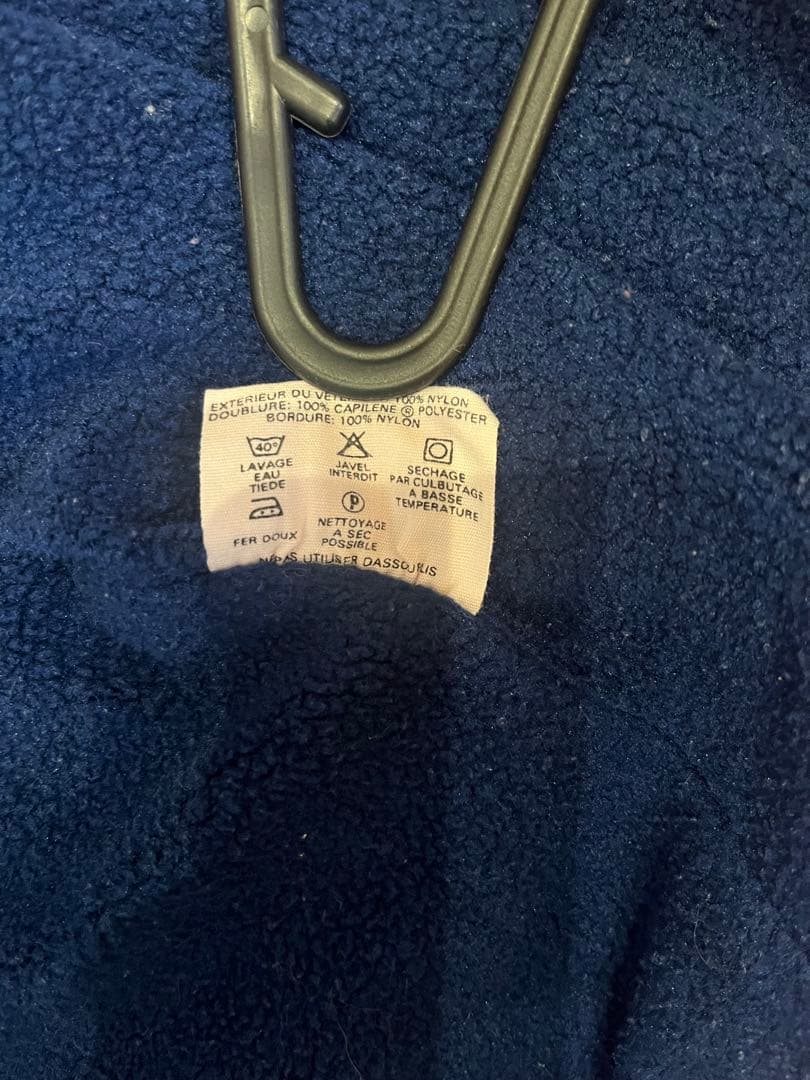 EXTERIEUR DU 100% NYLON
DOUBLURE: 100% CAPILENE ® POLYESTER
BORDURE: 100% NYLON
40°
LAVAGE
EAU
TIEDE
JAVEL
INTERDIT
SECHAGE
PAR CULBUTAGE
A BASSE
TEMPERATURE
FER DOUX
P
NETTOYAGE
A SEC
POSSIBLE
PAS UTILISER